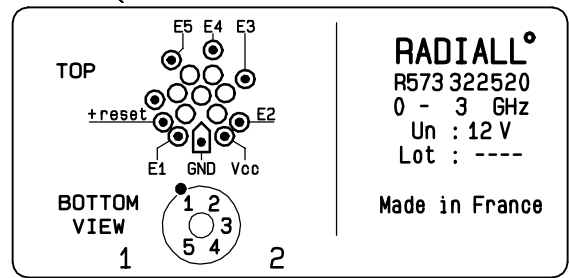 E5 E4 E3
TOP
+reset E2
E1 GND Vcc
BOTTOM
VIEW
1 2
3
5 4
1 2
RADIALL°
R573 322520
0 - 3 GHz
Un : 12 V
Lot : ----
Made in France